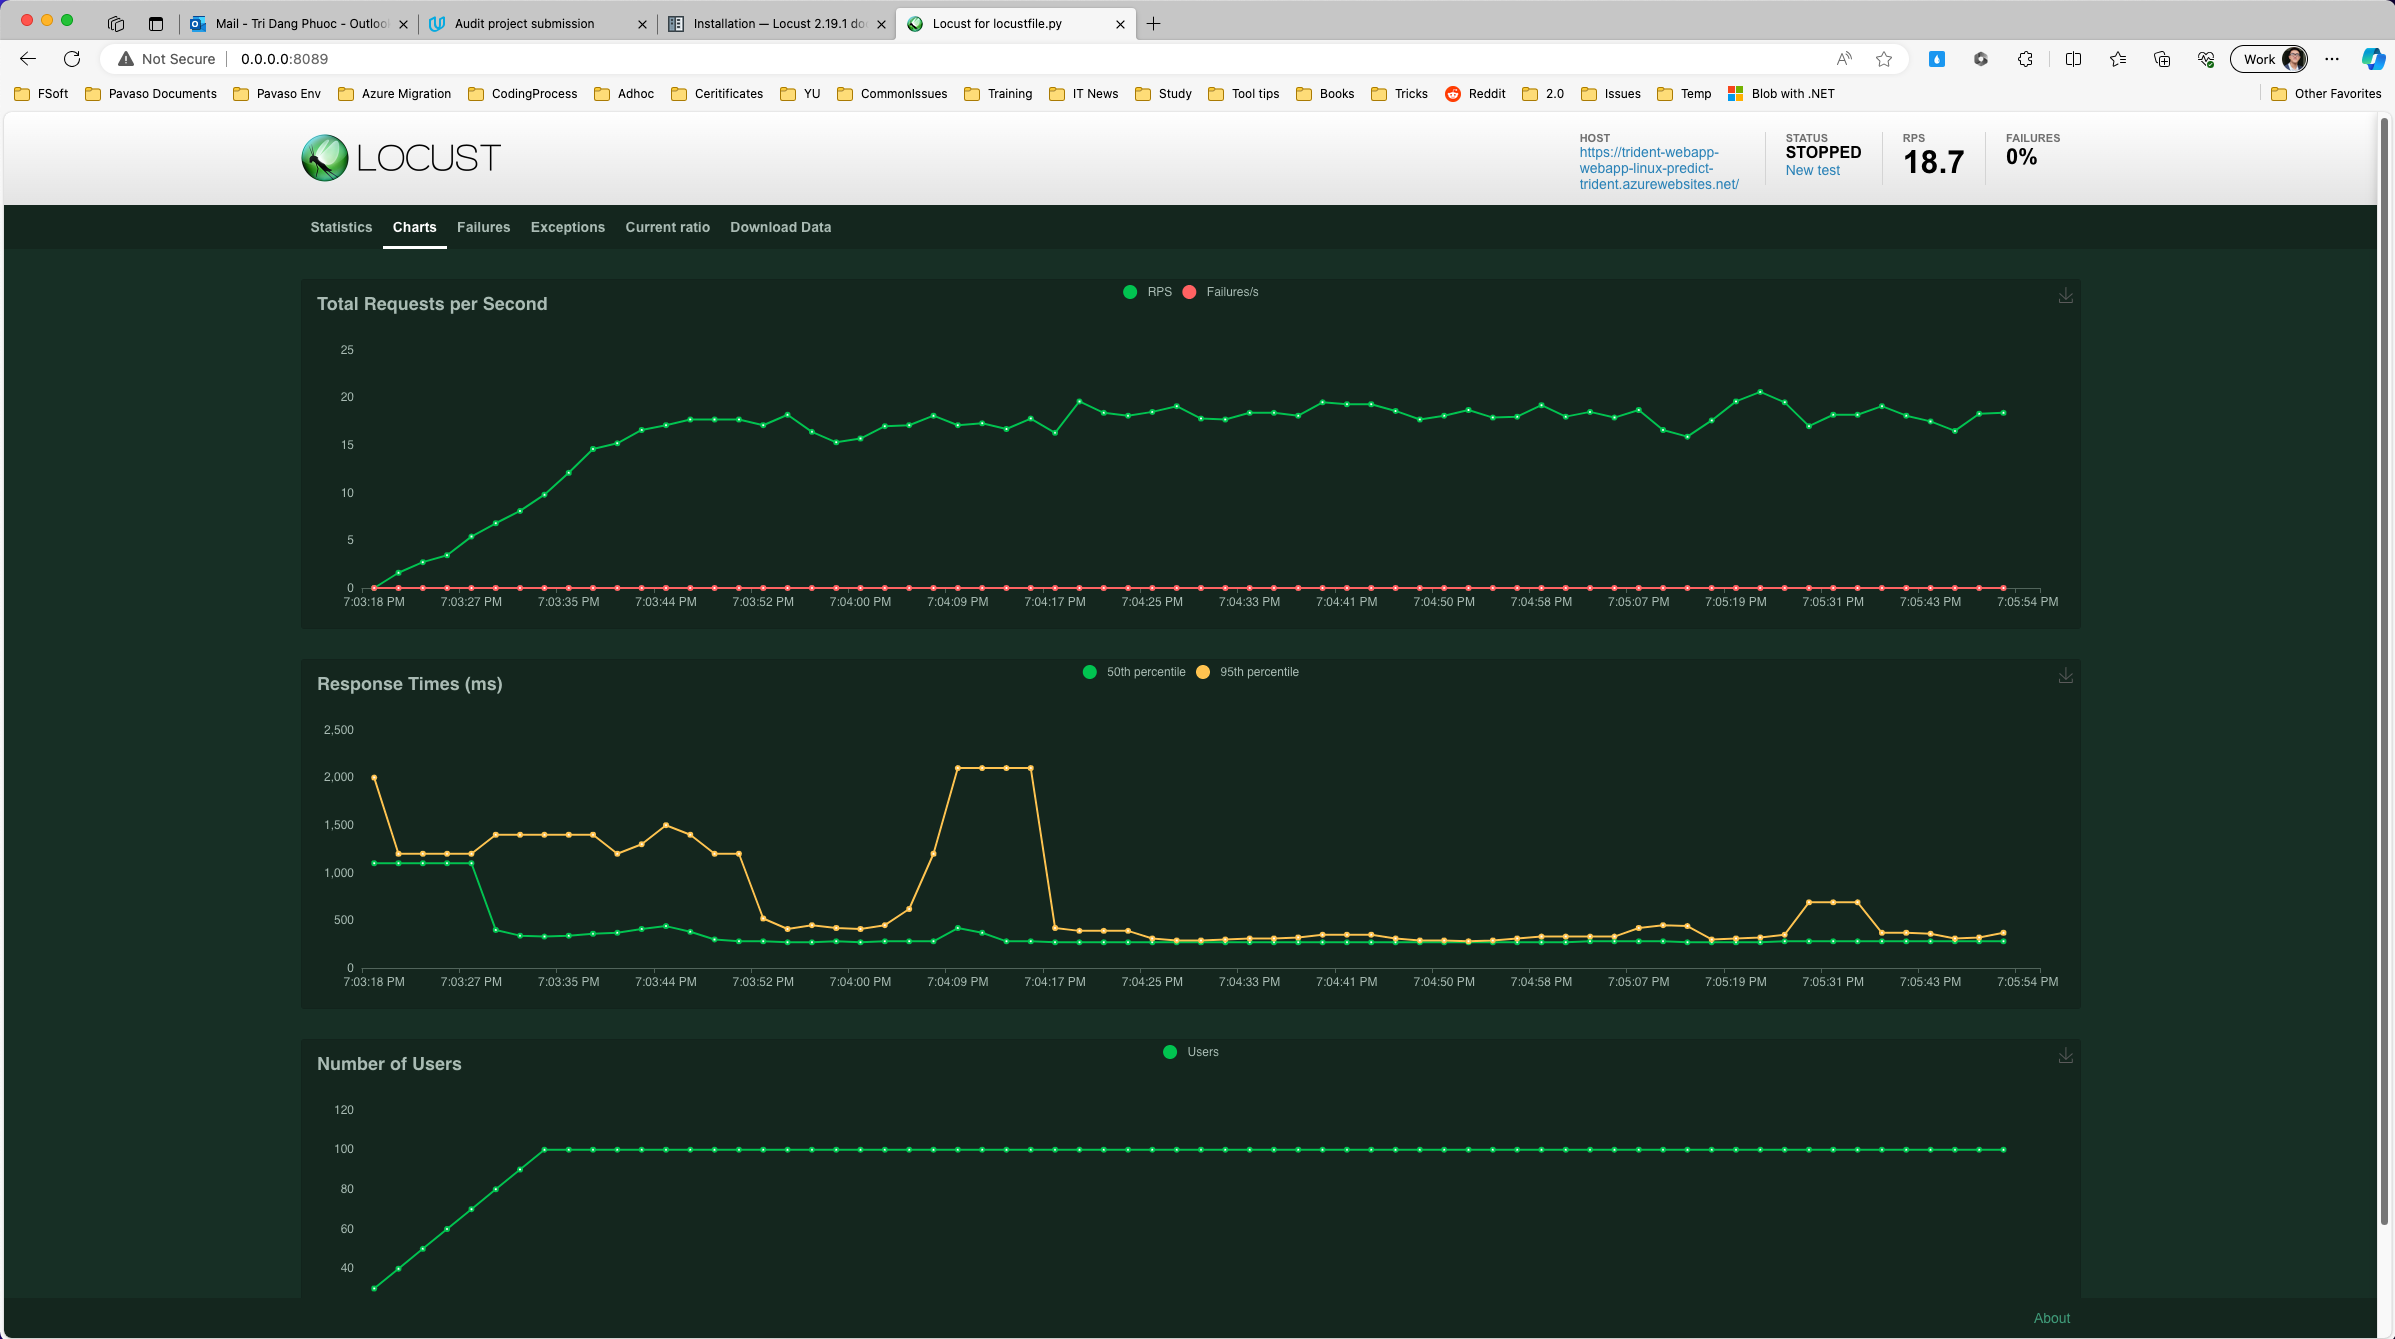 Mail - Tri Dang Phuoc - Outloo
Audit project submission
Installation — Locust 2.19.1 do
Locust for locustfile.py
Not Secure
0.0.0.0:8089
Work
FSoft
Pavaso Documents
Pavaso Env
Azure Migration
CodingProcess
Adhoc
Ceritificates
YU
CommonIssues
Training
IT News
Study
Tool tips
Books
Tricks
Reddit
2.0
Issues
Temp
Blob with .NET
Other Favorites
LOCUST
HOST
https://trident-webapp-
webapp-linux-predict-
trident.azurewebsites.net/
STATUS
STOPPED
New test
RPS
18.7
FAILURES
0%
Statistics
Charts
Failures
Exceptions
Current ratio
Download Data
Total Requests per Second
RPS
Failures/s
25
20
15
10
5
0
7:03:18 PM
7:03:27 PM
7:03:35 PM
7:03:44 PM
7:03:52 PM
7:04:00 PM
7:04:09 PM
7:04:17 PM
7:04:25 PM
7:04:33 PM
7:04:41 PM
7:04:50 PM
7:04:58 PM
7:05:07 PM
7:05:19 PM
7:05:31 PM
7:05:43 PM
7:05:54 PM
Response Times (ms)
50th percentile
95th percentile
2,500
2,000
1,500
1,000
500
0
7:03:18 PM
7:03:27 PM
7:03:35 PM
7:03:44 PM
7:03:52 PM
7:04:00 PM
7:04:09 PM
7:04:17 PM
7:04:25 PM
7:04:33 PM
7:04:41 PM
7:04:50 PM
7:04:58 PM
7:05:07 PM
7:05:19 PM
7:05:31 PM
7:05:43 PM
7:05:54 PM
Number of Users
Users
120
100
80
60
40
About